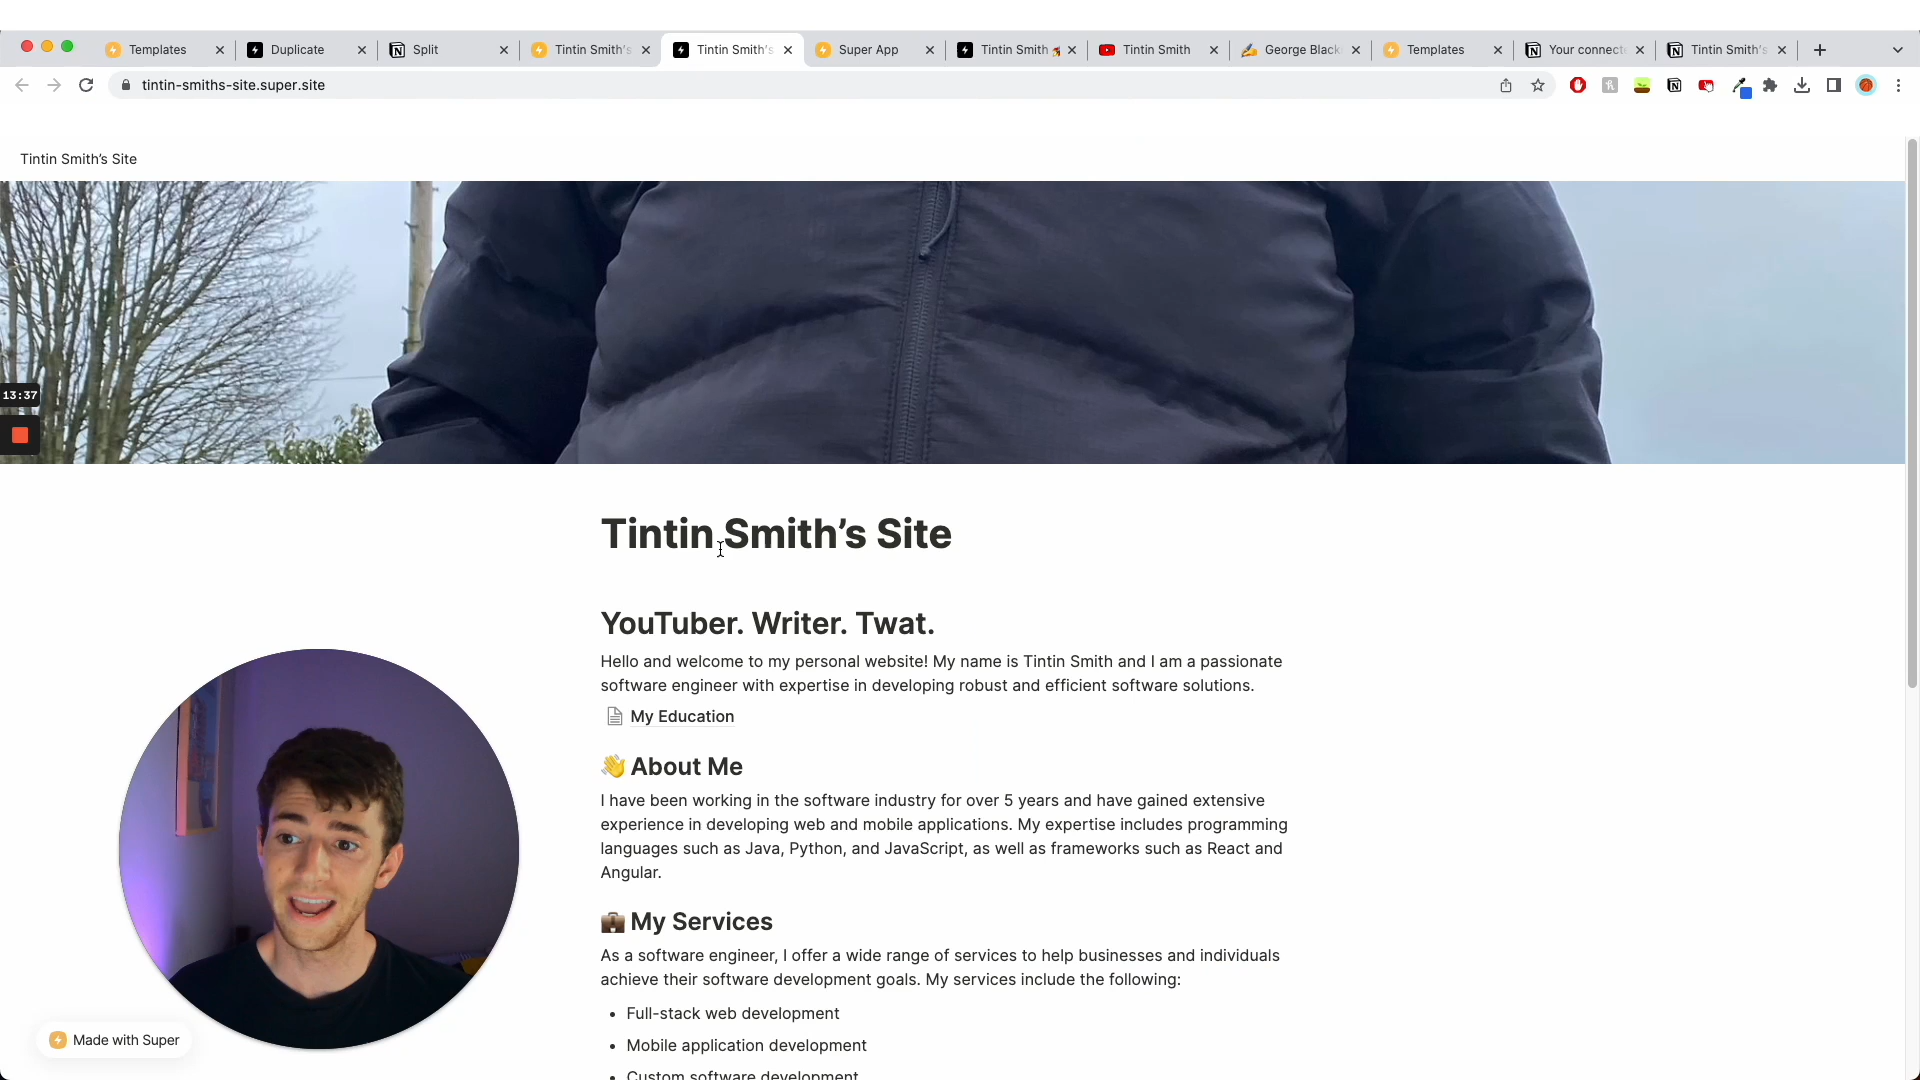 Templates
Duplicate
Split
Tintin Smith's
Tintin Smith's
Super App
Tintin Smith
Tintin Smith
George Black
Templates
Your connect
Tintin Smith's
tintin-smiths-site.super.site
Tintin Smith's Site
13:37
Tintin Smith's Site
YouTuber. Writer. Twat.
Hello and welcome to my personal website! My name is Tintin Smith and I am a passionate
software engineer with expertise in developing robust and efficient software solutions.
My Education
👋 About Me
I have been working in the software industry for over 5 years and have gained extensive
experience in developing web and mobile applications. My expertise includes programming
languages such as Java, Python, and JavaScript, as well as frameworks such as React and
Angular.
💼 My Services
As a software engineer, I offer a wide range of services to help businesses and individuals
achieve their software development goals. My services include the following:
• Full-stack web development
• Mobile application development
• Custom software development
Made with Super